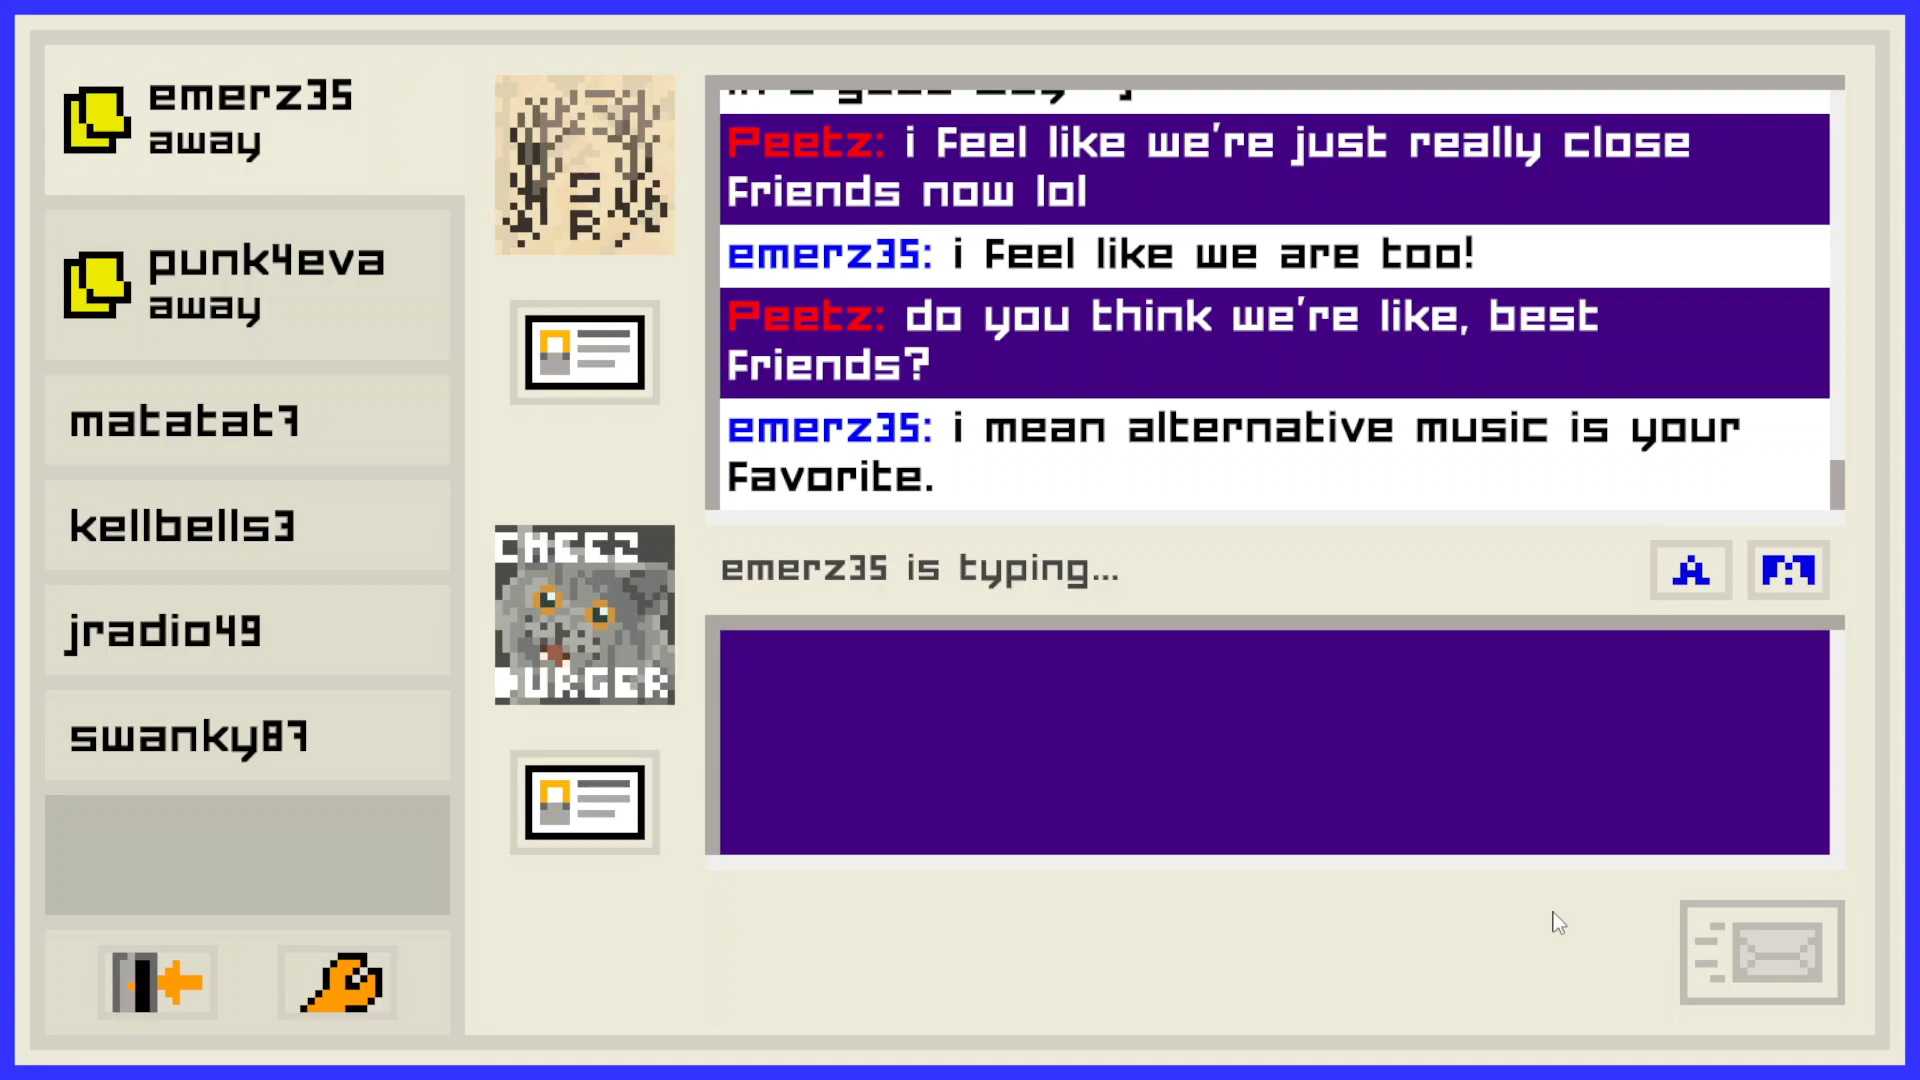 emerz35
away
punk4eva
away
matatat7
kellbells3
jradio49
swanky87
CHEEZ
BURGER
Peetz: i feel like we're just really close
friends now lol
emerz35: i feel like we are too!
Peetz: do you think we're like, best
friends?
emerz35: i mean alternative music is your
favorite.
emerz35 is typing...
A